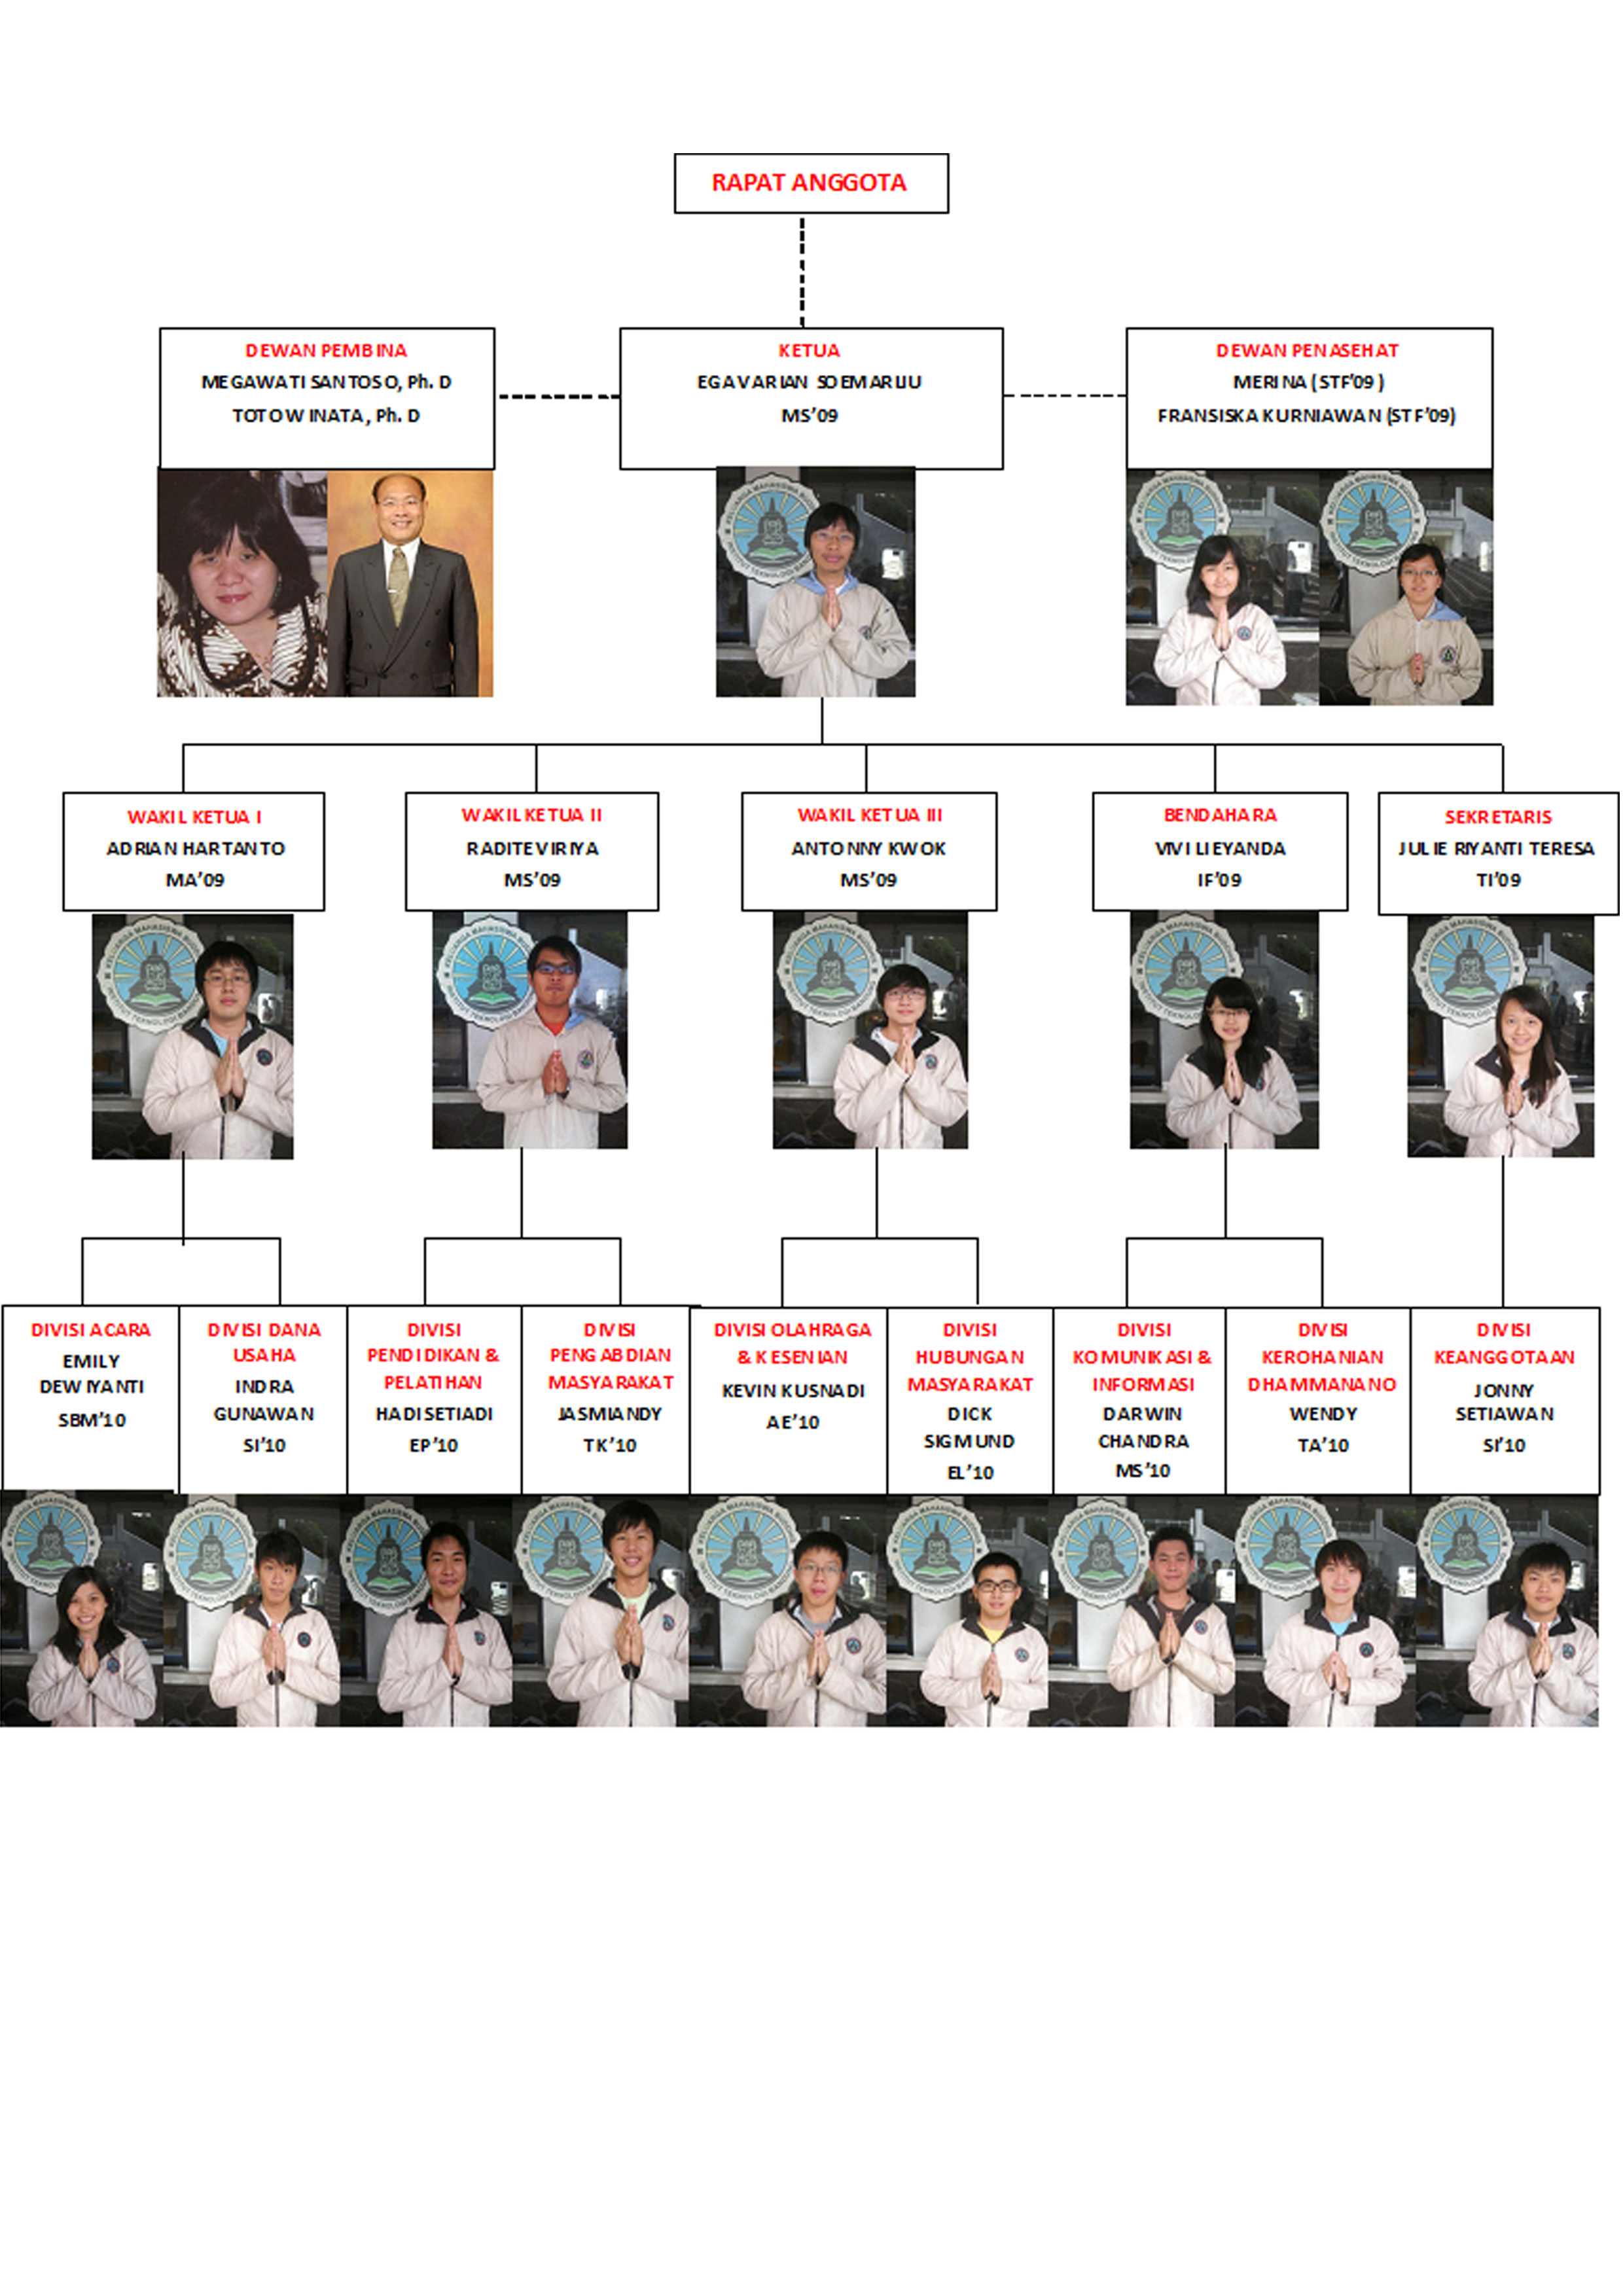 RAPAT ANGGOTA
DEWAN PEMBINA
MEGAWATI SANTOSO, Ph. D
TOTOWINATA, Ph. D
KETUA
EGA VARIAN SOEMARLIU
MS'09
DEWAN PENASEHAT
MERINA (STF'09)
FRANSISKA KURNIAWAN (STF'09)
WAKIL KETUA I
ADRIAN HARTANTO
MA'09
WAKIL KETUA II
RADITE VIRIYA
MS'09
WAKIL KETUA III
ANTONNY KWOK
MS'09
BENDAHARA
VIVI LIEYANDA
IF'09
SEKRETARIS
JULIE RIYANTI TERESA
TI'09
DIVISI ACARA
EMILY
DEWIYANTI
SBM'10
DIVISI DANA
USAHA
INDRA
GUNAWAN
SI'10
DIVISI
PENDIDIKAN &
PELATIHAN
HADI SETIADI
EP'10
DIVISI
PENGABDIAN
MASYARAKAT
JASMIANDY
TK'10
DIVISI OLAHRAGA
& KESENIAN
KEVIN KUSNADI
AE'10
DIVISI
HUBUNGAN
MASYARAKAT
DICK
SIGMUND
EL'10
DIVISI
KOMUNIKASI &
INFORMASI
DARWIN
CHANDRA
MS'10
DIVISI
KEROHANIAN
DHAMMANANO
WENDY
TA'10
DIVISI
KEANGGOTAAN
JONNY
SETIAWAN
SI'10